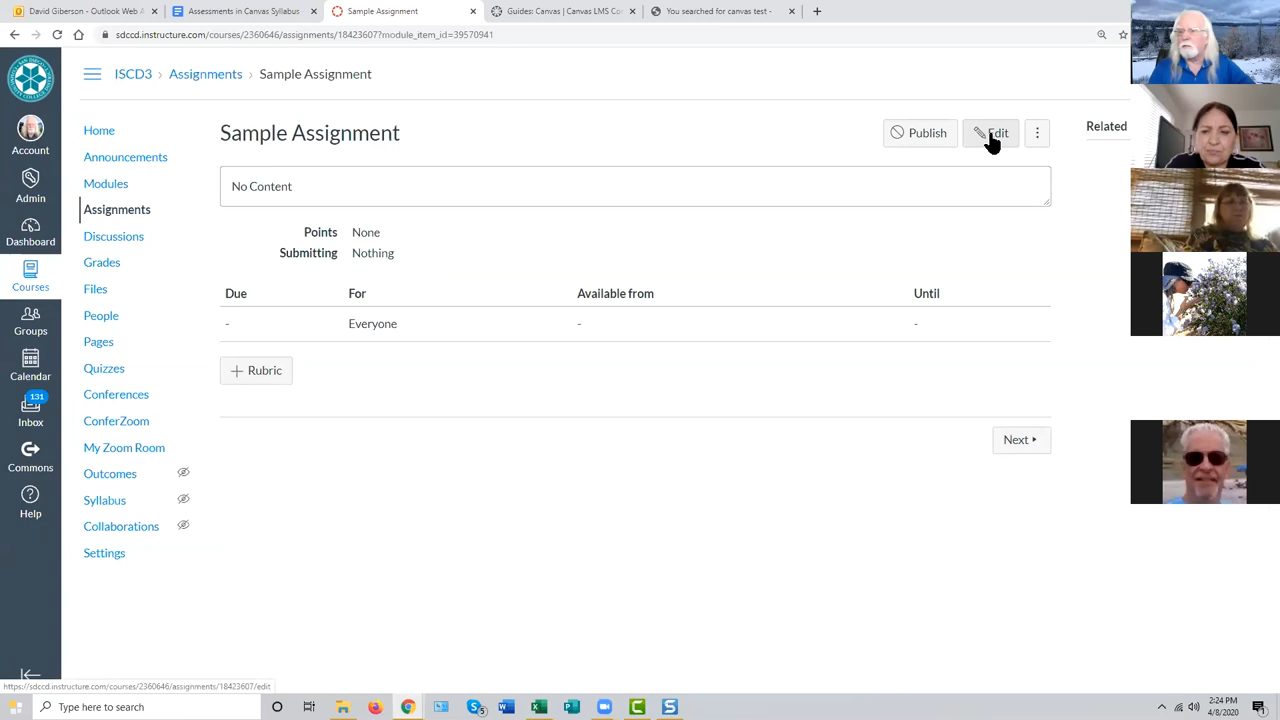 David Giberson - Outlook Web A
Assessments in Canvas Syllabus
Sample Assignment
Guides: Canvas | Canvas LMS Co
You searched for canvas test -
sdccd.instructure.com/courses/2360646/assignments/18423607?module_item_id=39370941
ISCD3 › Assignments › Sample Assignment
Account
Admin
Dashboard
Courses
Groups
Calendar
131
Inbox
Commons
Help
Home
Announcements
Modules
Assignments
Discussions
Grades
Files
People
Pages
Quizzes
Conferences
ConferZoom
My Zoom Room
Outcomes
Syllabus
Collaborations
Settings
Sample Assignment
Publish
Edit
Related
No Content
Points None
Submitting Nothing
Due For Available from Until
- Everyone - -
Rubric
Next
https://sdccd.instructure.com/courses/2360646/assignments/18423607/edit
Type here to search
5
2:24 PM
4/8/2020
1